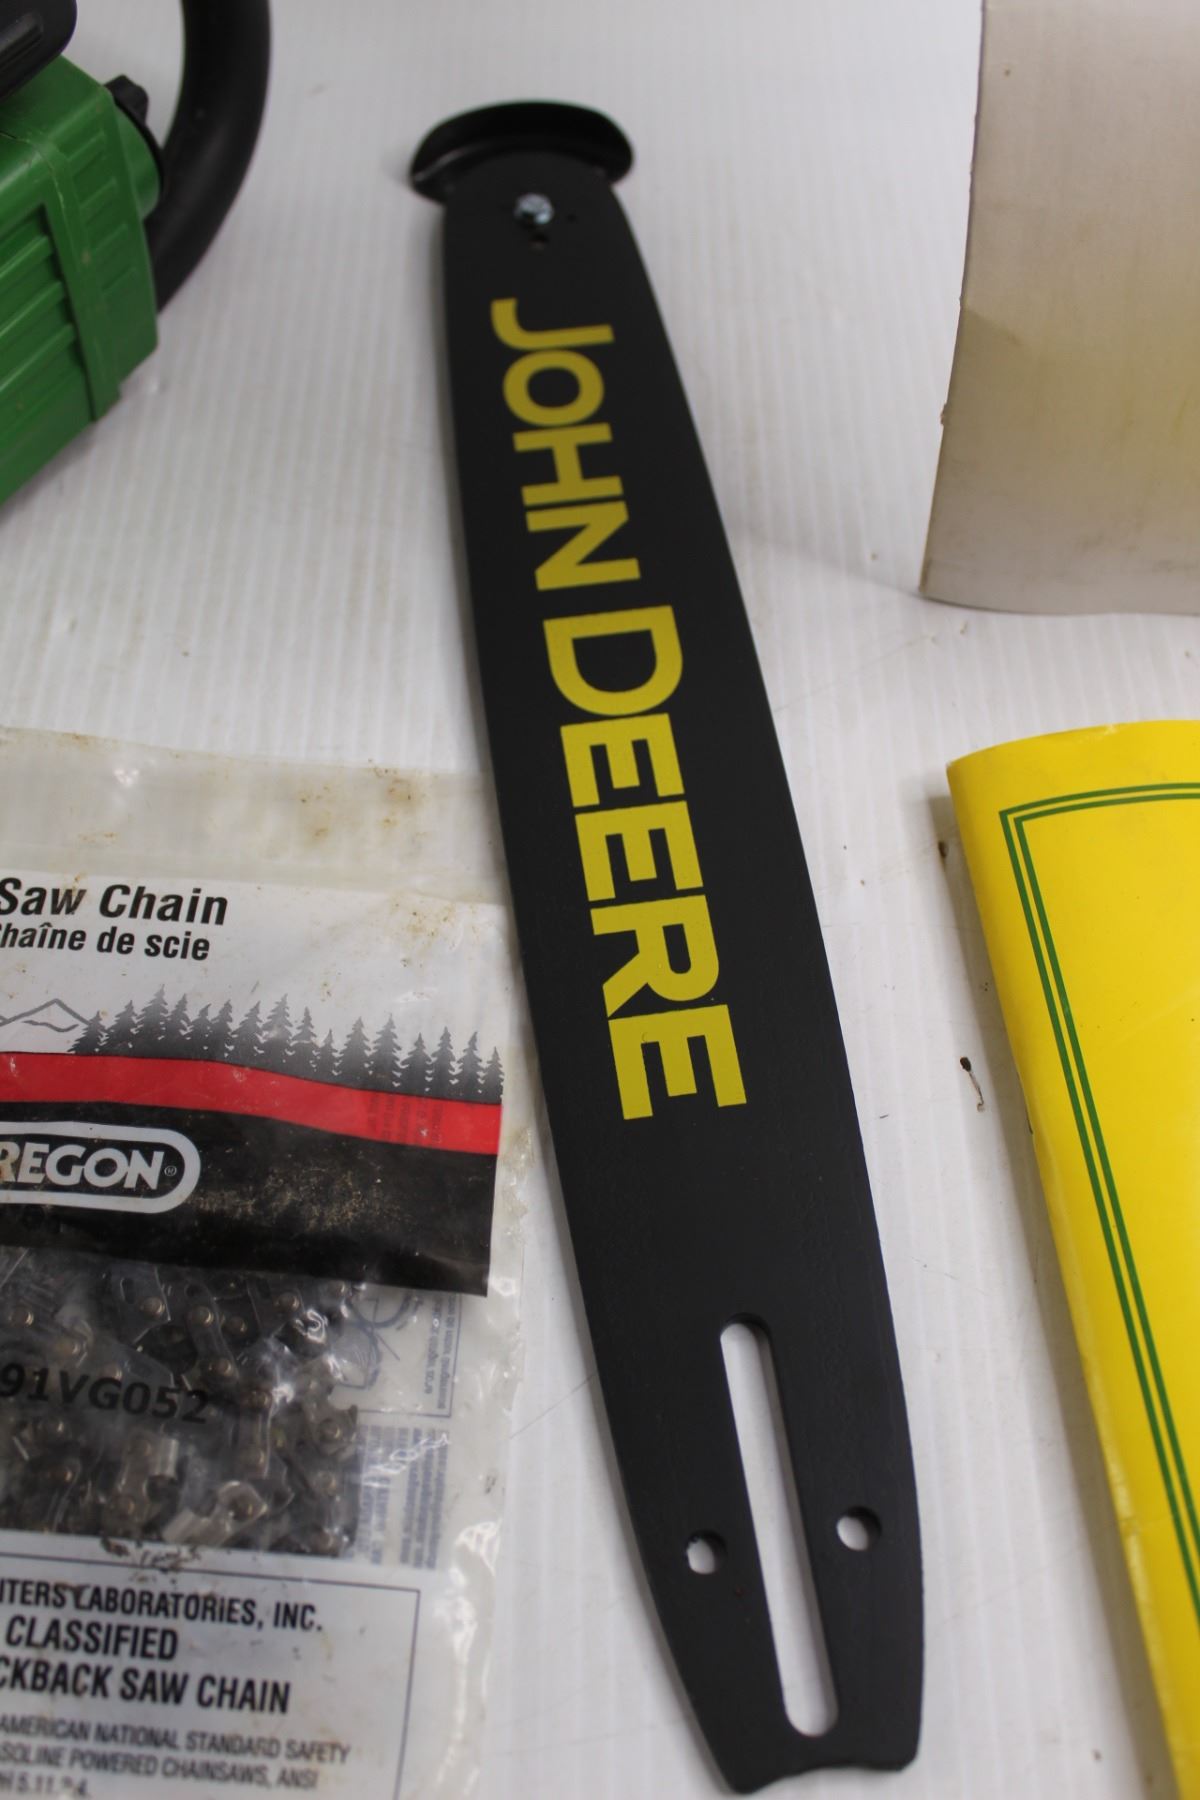 JOHN DEERE
Saw Chain
haîne de scie
REGON®
91VG052
ITERS LABORATORIES, INC.
CLASSIFIED
CKBACK SAW CHAIN
AMERICAN NATIONAL STANDARD SAFETY
ASOLINE POWERED CHAINSAWS, ANSI